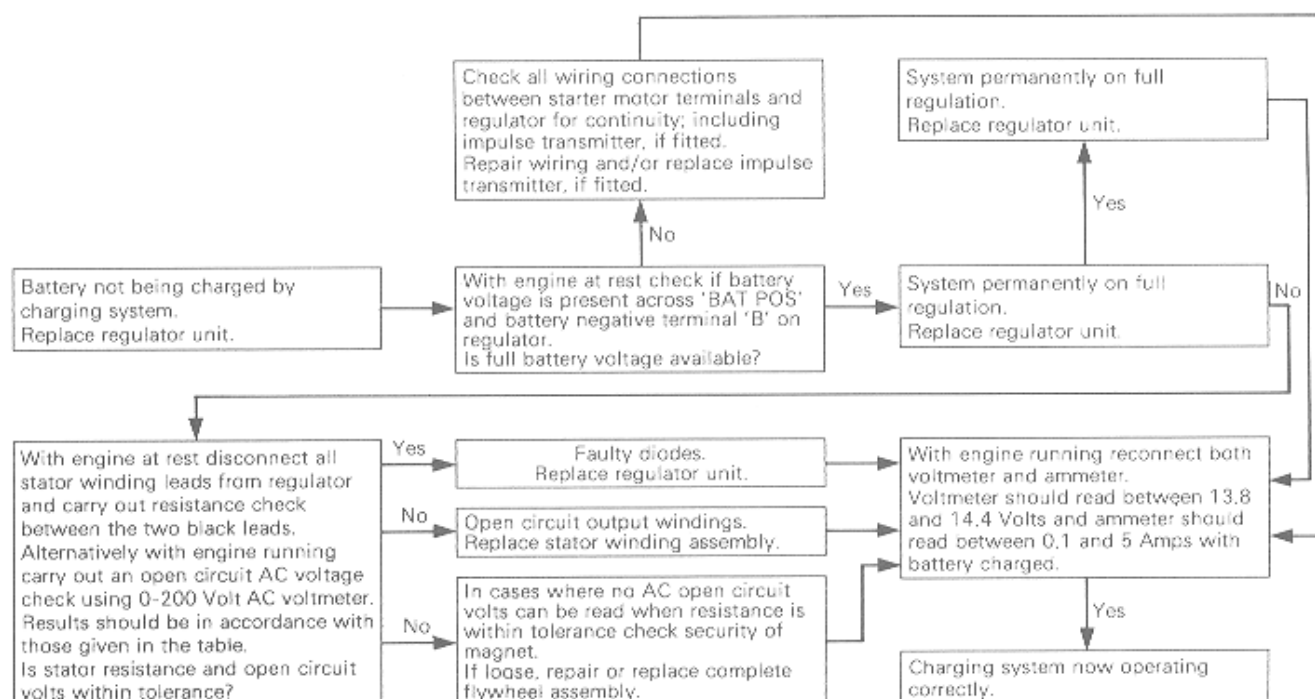 Check all wiring connections
between starter motor terminals and
regulator for continuity; including
impulse transmitter, if fitted.
Repair wiring and/or replace impulse
transmitter, if fitted.
System permanently on full
regulation.
Replace regulator unit.
Yes
No
Battery not being charged by
charging system.
Replace regulator unit.
With engine at rest check if battery
voltage is present across 'BAT POS'
and battery negative terminal 'B' on
regulator.
Is full battery voltage available?
Yes
System permanently on full
regulation.
Replace regulator unit.
No
With engine at rest disconnect all
stator winding leads from regulator
and carry out resistance check
between the two black leads.
Alternatively with engine running
carry out an open circuit AC voltage
check using 0-200 Volt AC voltmeter.
Results should be in accordance with
those given in the table.
Is stator resistance and open circuit
volts within tolerance?
Yes
Faulty diodes.
Replace regulator unit.
No
Open circuit output windings.
Replace stator winding assembly.
No
In cases where no AC open circuit
volts can be read when resistance is
within tolerance check security of
magnet.
If loose, repair or replace complete
flywheel assembly.
With engine running reconnect both
voltmeter and ammeter.
Voltmeter should read between 13.8
and 14.4 Volts and ammeter should
read between 0.1 and 5 Amps with
battery charged.
Yes
Charging system now operating
correctly.